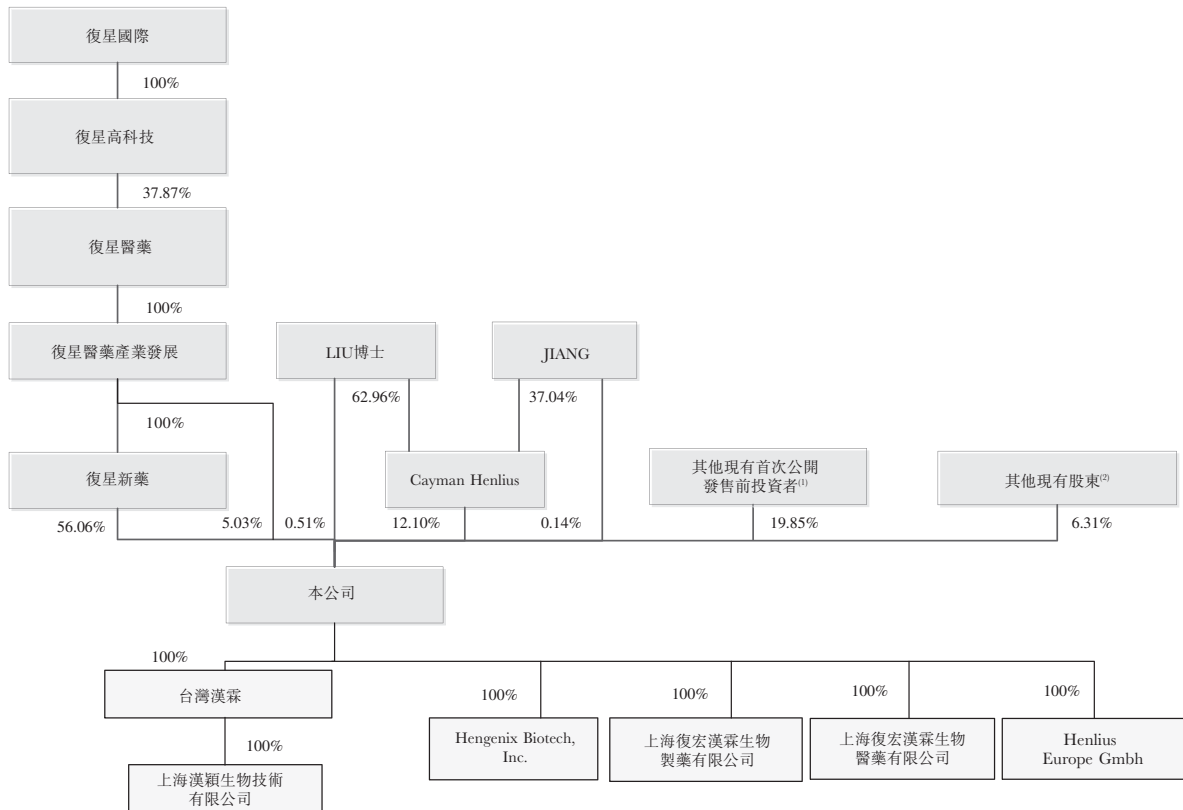 復星國際
100%
復星高科技
37.87%
復星醫藥
100%
復星醫藥產業發展
LIU博士
JIANG
62.96%
37.04%
100%
復星新藥
Cayman Henlius
其他現有首次公開
發售前投資者(1)
其他現有股東(2)
56.06%
5.03%
0.51%
12.10%
0.14%
19.85%
6.31%
本公司
100%
台灣漢霖
100%
上海漢穎生物技術
有限公司
100%
Hengenix Biotech,
Inc.
100%
上海復宏漢霖生物
製藥有限公司
100%
上海復宏漢霖生物
醫藥有限公司
100%
Henlius
Europe Gmbh